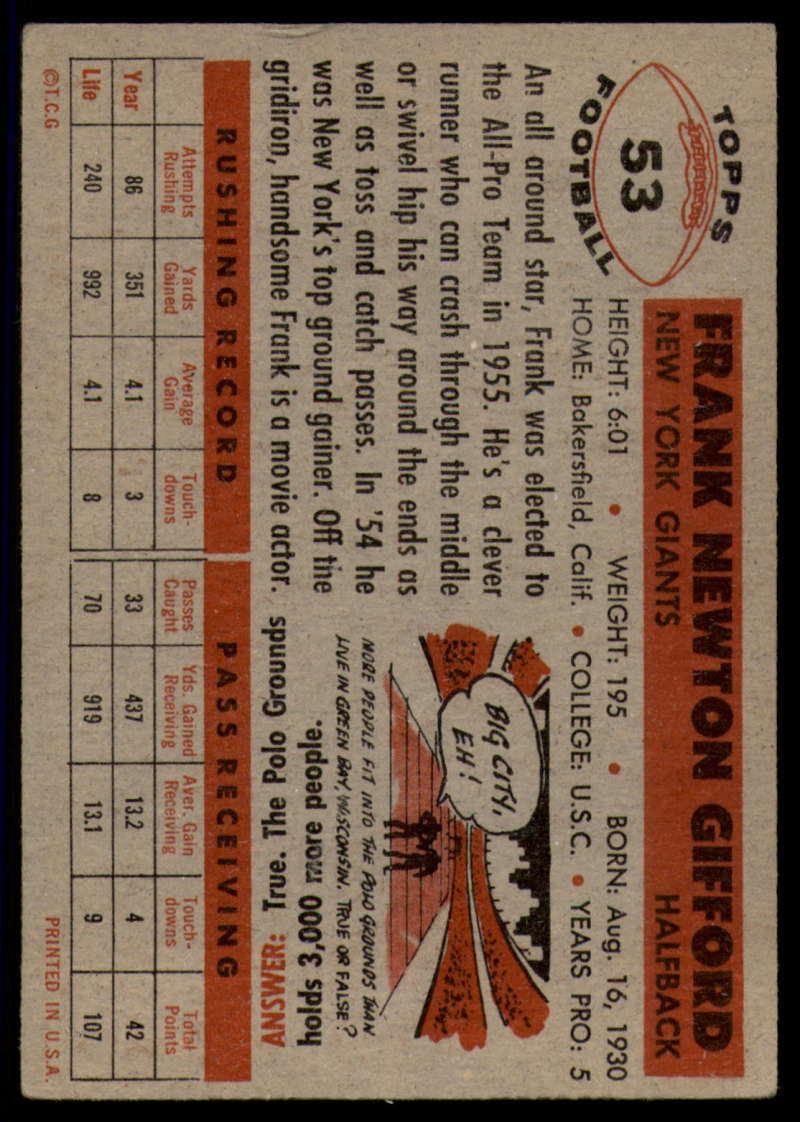 TOPPS
53
FOOTBALL
FRANK NEWTON GIFFORD
NEW YORK GIANTS HALFBACK
HEIGHT: 6:01 • WEIGHT: 195 • BORN: Aug. 16, 1930
HOME: Bakersfield, Calif. • COLLEGE: U.S.C. • YEARS PRO: 5
An all around star, Frank was elected to
the All-Pro Team in 1955. He's a clever
runner who can crash through the middle
or swivel hip his way around the ends as
well as toss and catch passes. In '54 he
was New York's top ground gainer. Off the
gridiron, handsome Frank is a movie actor.
BIG CITY,
EH!
MORE PEOPLE FIT INTO THE POLO GROUNDS THAN
LIVE IN GREEN BAY, WISCONSIN. TRUE OR FALSE?
ANSWER: True. The Polo Grounds
holds 3,000 more people.
RUSHING RECORD PASS RECEIVING
Attempts Yards Average Touch- Passes Yds. Gained Aver. Gain Touch- Total
Rushing Gained Gain downs Caught Receiving Receiving downs Points
Year 86 351 4.1 3 33 437 13.2 4 42
Life 240 992 4.1 8 70 919 13.1 9 107
©T.C.G PRINTED IN U.S.A.